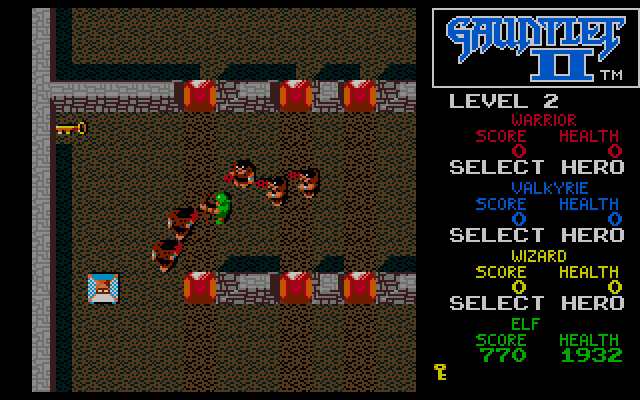 GAUNTLET
II TM
LEVEL 2
WARRIOR
SCORE HEALTH
0 0
SELECT HERO
VALKYRIE
SCORE HEALTH
0 0
SELECT HERO
WIZARD
SCORE HEALTH
0 0
SELECT HERO
ELF
SCORE HEALTH
770 1932